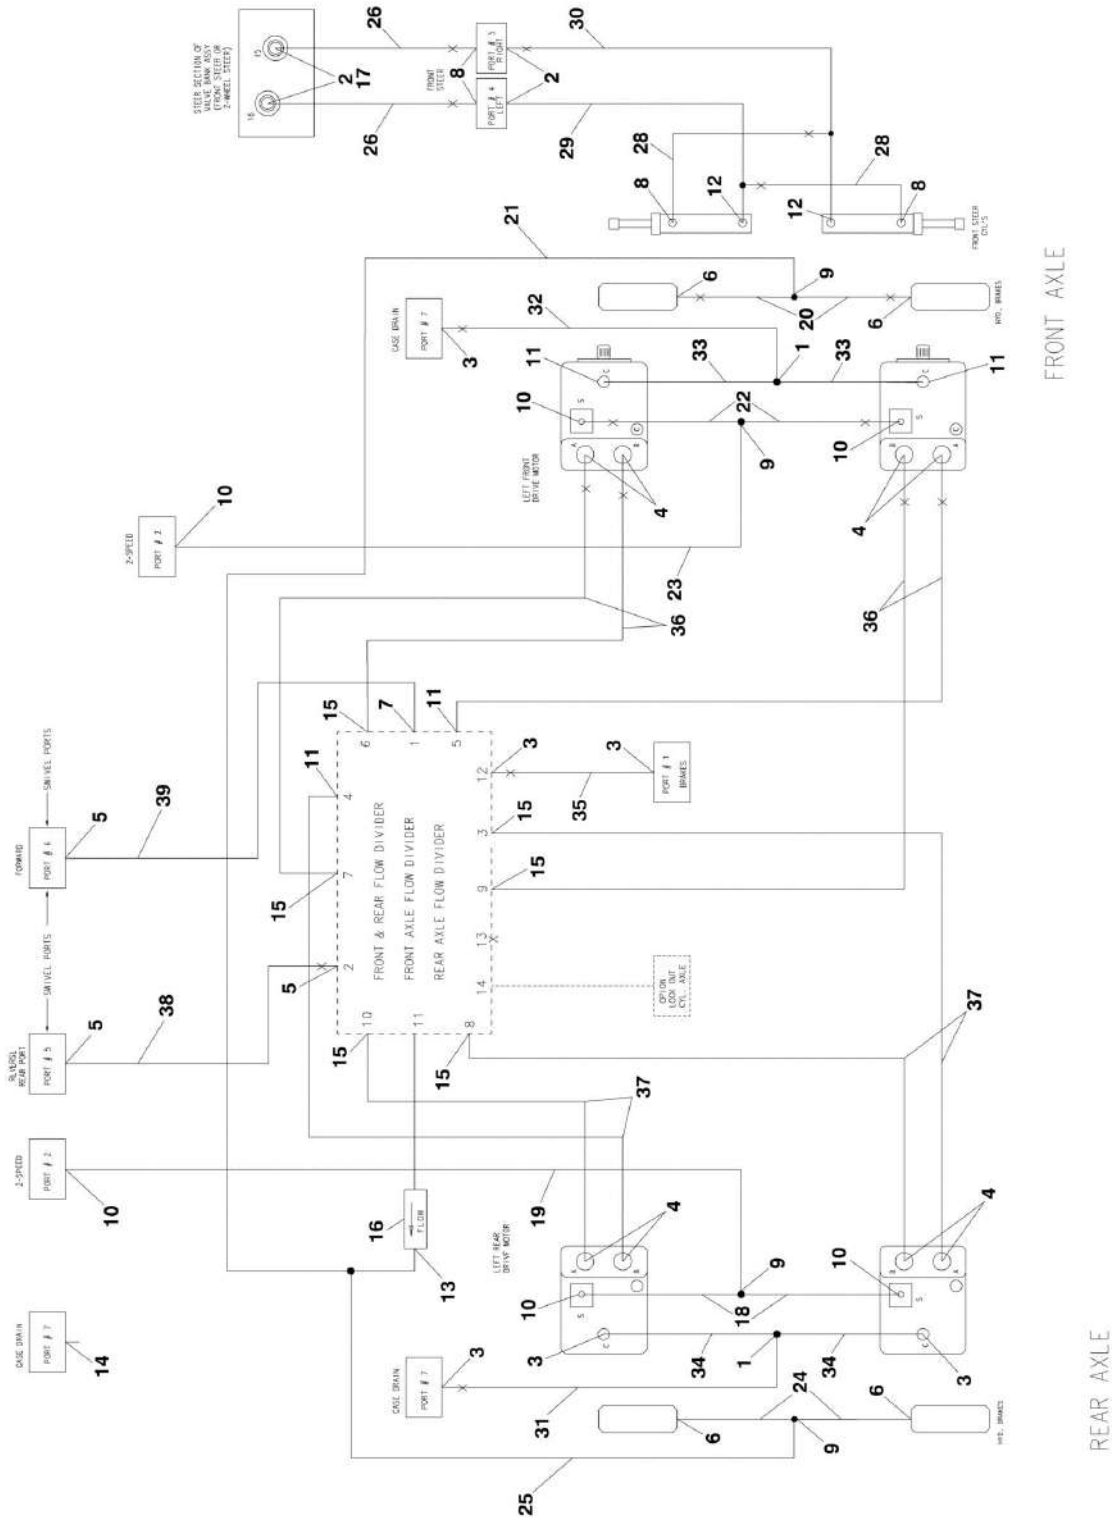 CASE DRAIN
PORT # 7
14
2-SPEED
PORT # 2
10
REAR PORT
PORT # 5
5
38
SWIVEL PORTS
FORWARD
PORT # 6
5
39
SWIVEL PORTS
2-SPEED
PORT # 2
10
STEER SECTION OF
VALVE BANK ASSY
(FRONT STEER OR
2-WHEEL STEER)
16
15
2
17
26
26
FRONT
STEER
8
PORT # 4
LEFT
PORT # 3
RIGHT
2
29
30
28
28
8
12
12
8
FRONT STEER
CYL'S
25
CASE DRAIN
PORT # 7
3
31
13
16
FLOW
19
37
15
10
11
8
15
5
2
15
7
11
4
FRONT & REAR FLOW DIVIDER
FRONT AXLE FLOW DIVIDER
REAR AXLE FLOW DIVIDER
14
13
9
15
3
15
12
3
6
15
1
7
5
11
OPTION
LOCK OUT
CYL. AXLE
35
3
PORT # 1
BRAKES
36
23
21
CASE DRAIN
PORT # 7
3
32
LEFT REAR
DRIVE MOTOR
A
B
S
C
4
10
3
9
18
34
1
34
10
3
B
A
S
C
4
37
6
24
9
6
HYD. BRAKES
LEFT FRONT
DRIVE MOTOR
A
B
S
C
C
4
10
11
22
9
33
1
33
10
11
B
A
S
C
4
36
6
20
9
6
HYD. BRAKES
REAR AXLE
FRONT AXLE